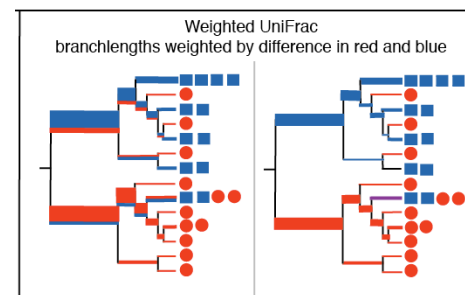 Weighted UniFrac
branchlengths weighted by difference in red and blue